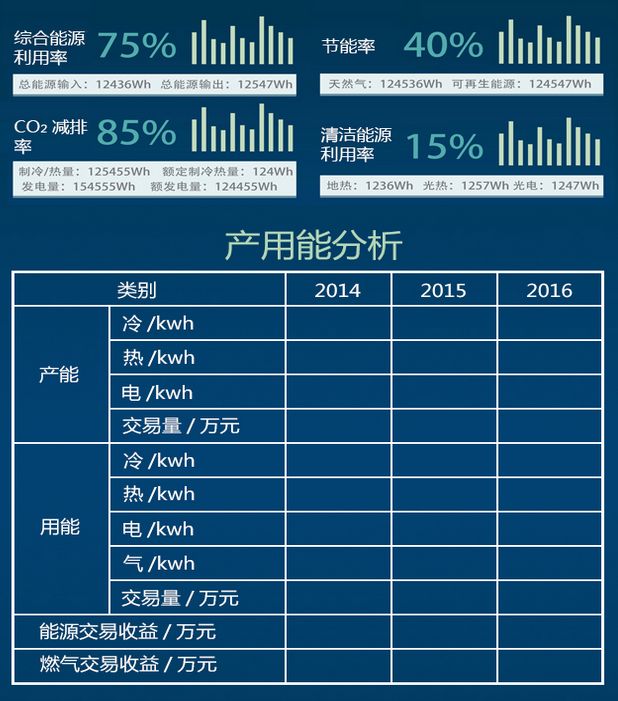 综合能源
利用率
75%
总能源输入：12436Wh 总能源输出：12547Wh
节能率
40%
天然气：124536Wh 可再生能源：124547Wh
CO₂ 减排
率
85%
制冷/热量：125455Wh 额定制冷热量：124Wh
发电量：154555Wh 额发电量：124455Wh
清洁能源
利用率
15%
地热：1236Wh 光热：1257Wh 光电：1247Wh
产用能分析
类别 2014 2015 2016
产能
冷 /kwh
热 /kwh
电 /kwh
交易量 / 万元
用能
冷 /kwh
热 /kwh
电 /kwh
气 /kwh
交易量 / 万元
能源交易收益 / 万元
燃气交易收益 / 万元